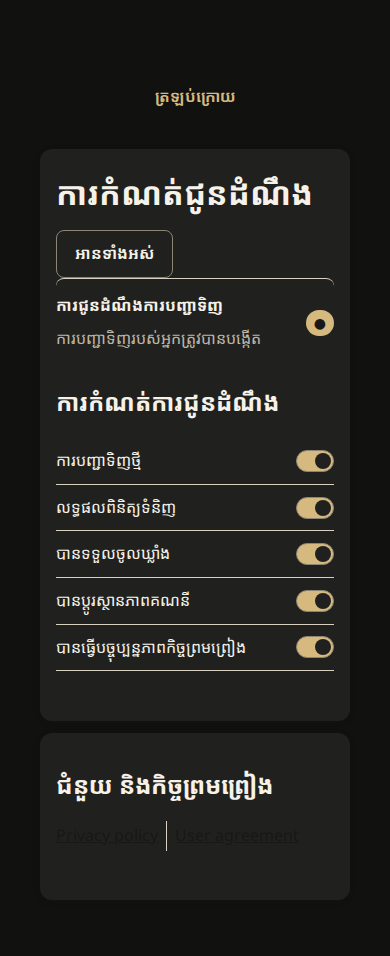 ត្រឡប់ក្រោយ
ការកំណត់ជូនដំណឹង
អានទាំងអស់
ការជូនដំណឹងការបញ្ជាទិញ
ការបញ្ជាទិញរបស់អ្នកត្រូវបានបង្កើត
ការកំណត់ការជូនដំណឹង
ការបញ្ជាទិញថ្មី
លទ្ធផលពិនិត្យទំនិញ
បានទទួលចូលឃ្លាំង
បានប្តូរស្ថានភាពគណនី
បានធ្វើបច្ចុប្បន្នភាពកិច្ចព្រមព្រៀង
ជំនួយ និងកិច្ចព្រមព្រៀង
Privacy policy User agreement